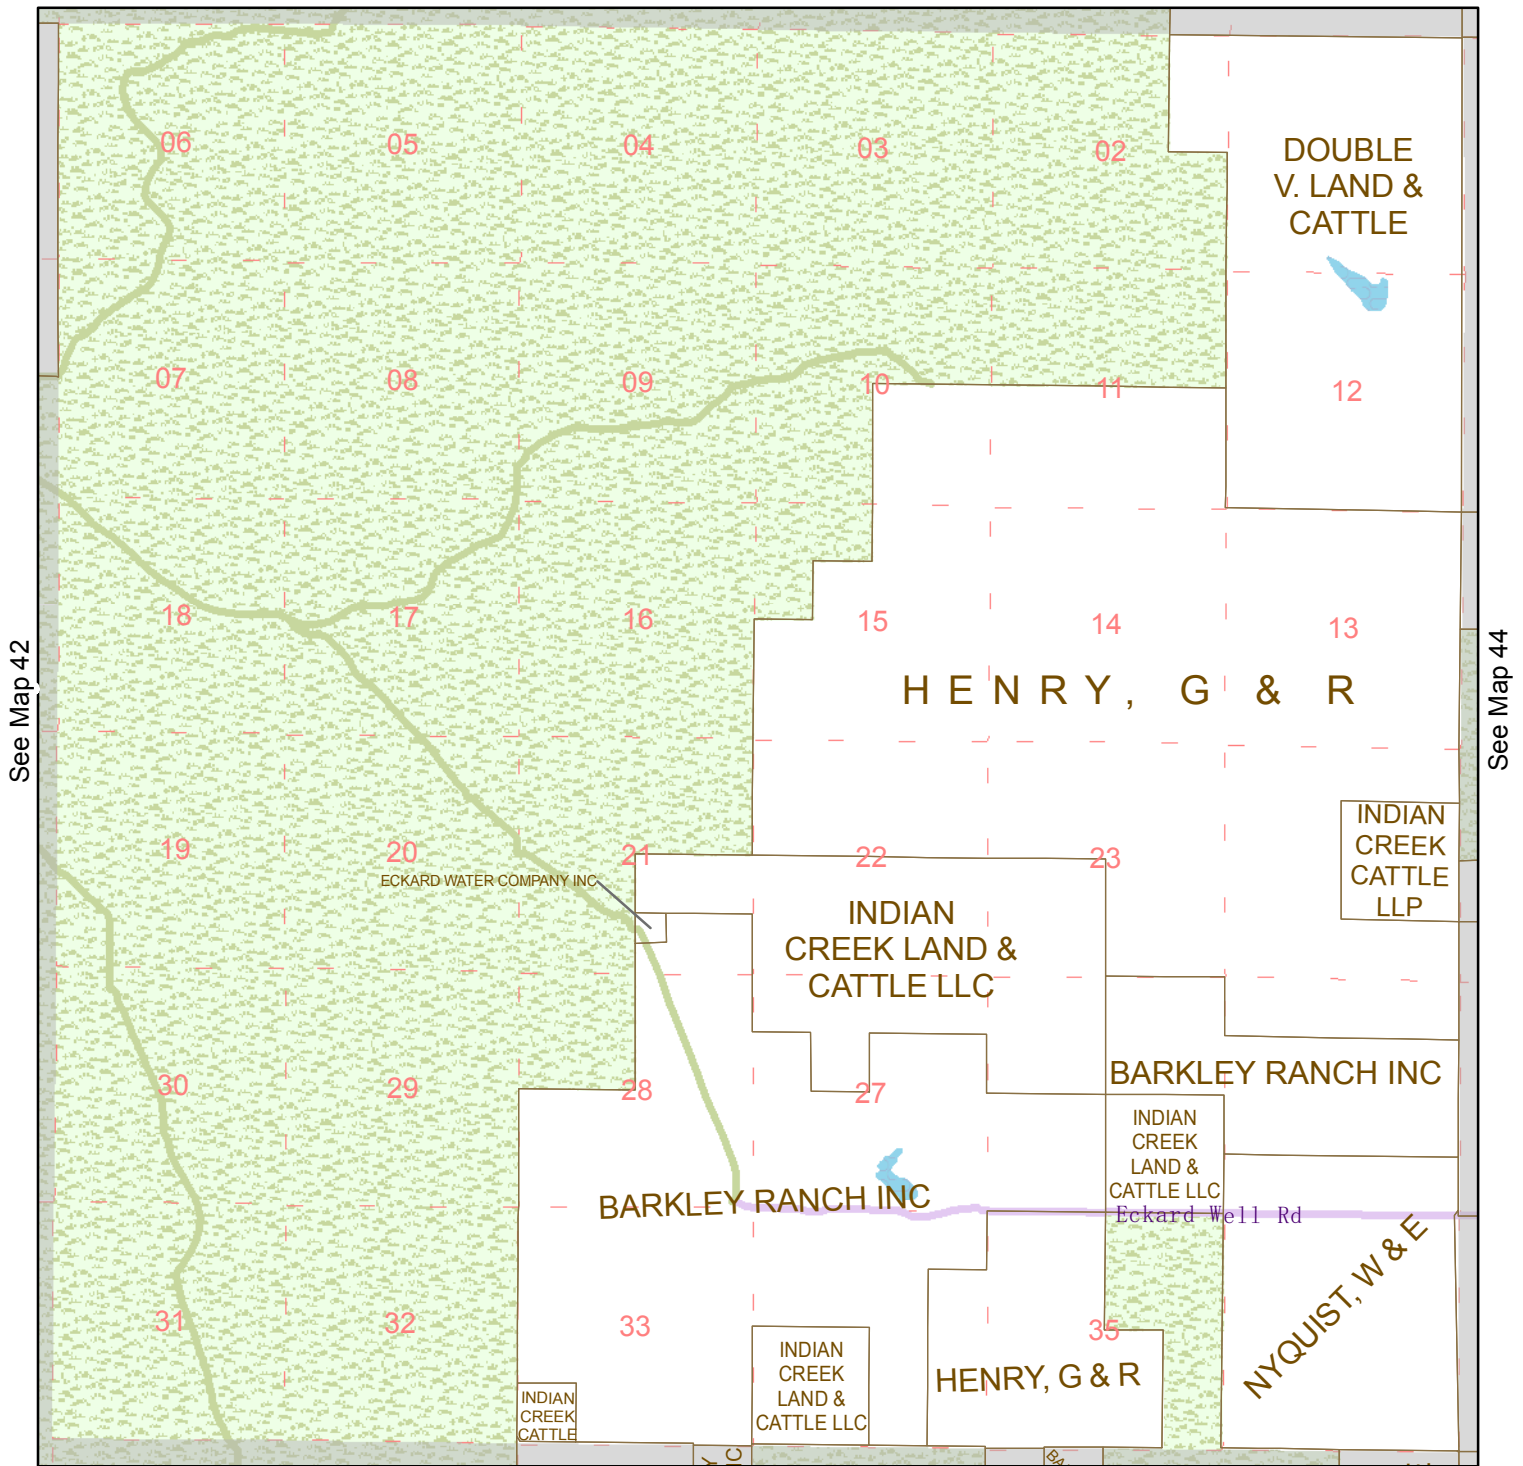 06
05
04
03
02
DOUBLE
V. LAND &
CATTLE
07
08
09
10
11
12
18
17
16
15
14
13
See Map 42
See Map 44
HENRY, G & R
INDIAN
CREEK
CATTLE
LLP
19
20
21
22
23
ECKARD WATER COMPANY INC
INDIAN
CREEK LAND &
CATTLE LLC
30
29
28
27
BARKLEY RANCH INC
INDIAN
CREEK
LAND &
CATTLE LLC
BARKLEY RANCH INC
Eckard Well Rd
31
32
33
35
NYQUIST, W & E
INDIAN
CREEK
LAND &
CATTLE LLC
HENRY, G & R
INDIAN
CREEK
CATTLE